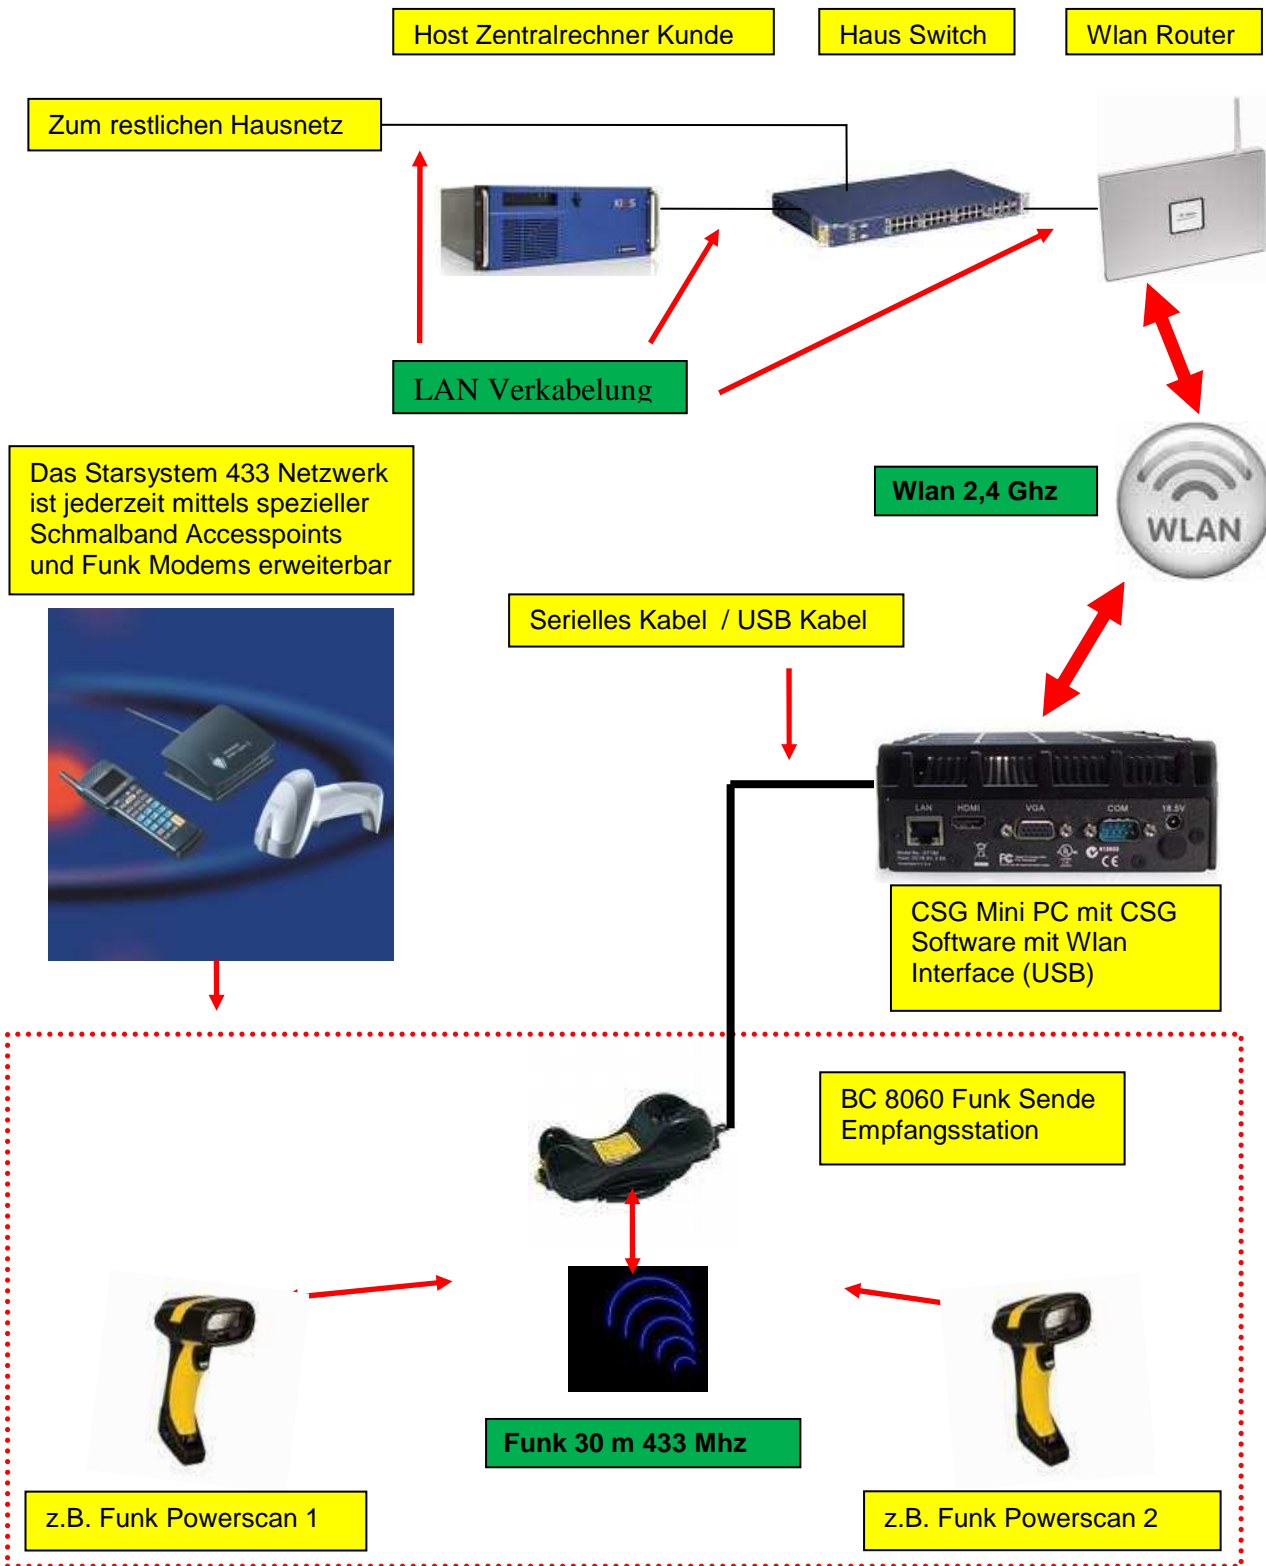 Host Zentralrechner Kunde
Haus Switch
Wlan Router
Zum restlichen Hausnetz
LAN Verkabelung
Das Starsystem 433 Netzwerk
ist jederzeit mittels spezieller
Schmalband Accesspoints
und Funk Modems erweiterbar
Wlan 2,4 Ghz
WLAN
Serielles Kabel / USB Kabel
LAN
HDMI
VGA
COM
18.5V
FC
CE
CSG Mini PC mit CSG
Software mit Wlan
Interface (USB)
BC 8060 Funk Sende
Empfangsstation
Funk 30 m 433 Mhz
z.B. Funk Powerscan 1
z.B. Funk Powerscan 2